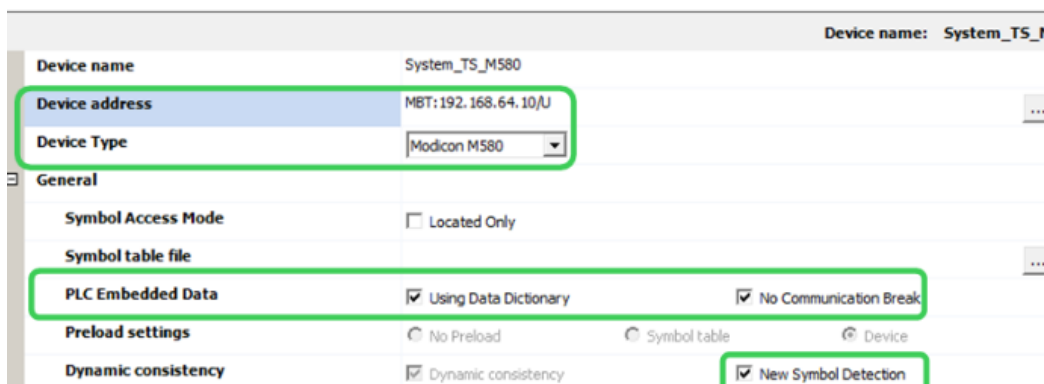 Device name: System_TS_M
Device name System_TS_M580
Device address MBT:192.168.64.10/U ...
Device Type Modicon M580
General
Symbol Access Mode Located Only
Symbol table file ...
PLC Embedded Data Using Data Dictionary No Communication Break
Preload settings No Preload Symbol table Device
Dynamic consistency Dynamic consistency New Symbol Detection